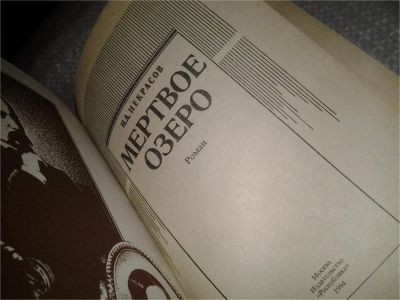 Н.А. НЕКРАСОВ
МЕРТВОЕ
ОЗЕРО
Роман
Москва
Издательство
«Республика»
1994